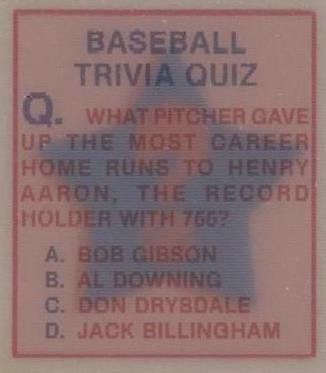 BASEBALL
TRIVIA QUIZ
Q. WHAT PITCHER GAVE
UP THE MOST CAREER
HOME RUNS TO HENRY
AARON, THE RECORD
HOLDER WITH 755?
A. BOB GIBSON
B. AL DOWNING
C. DON DRYSDALE
D. JACK BILLINGHAM